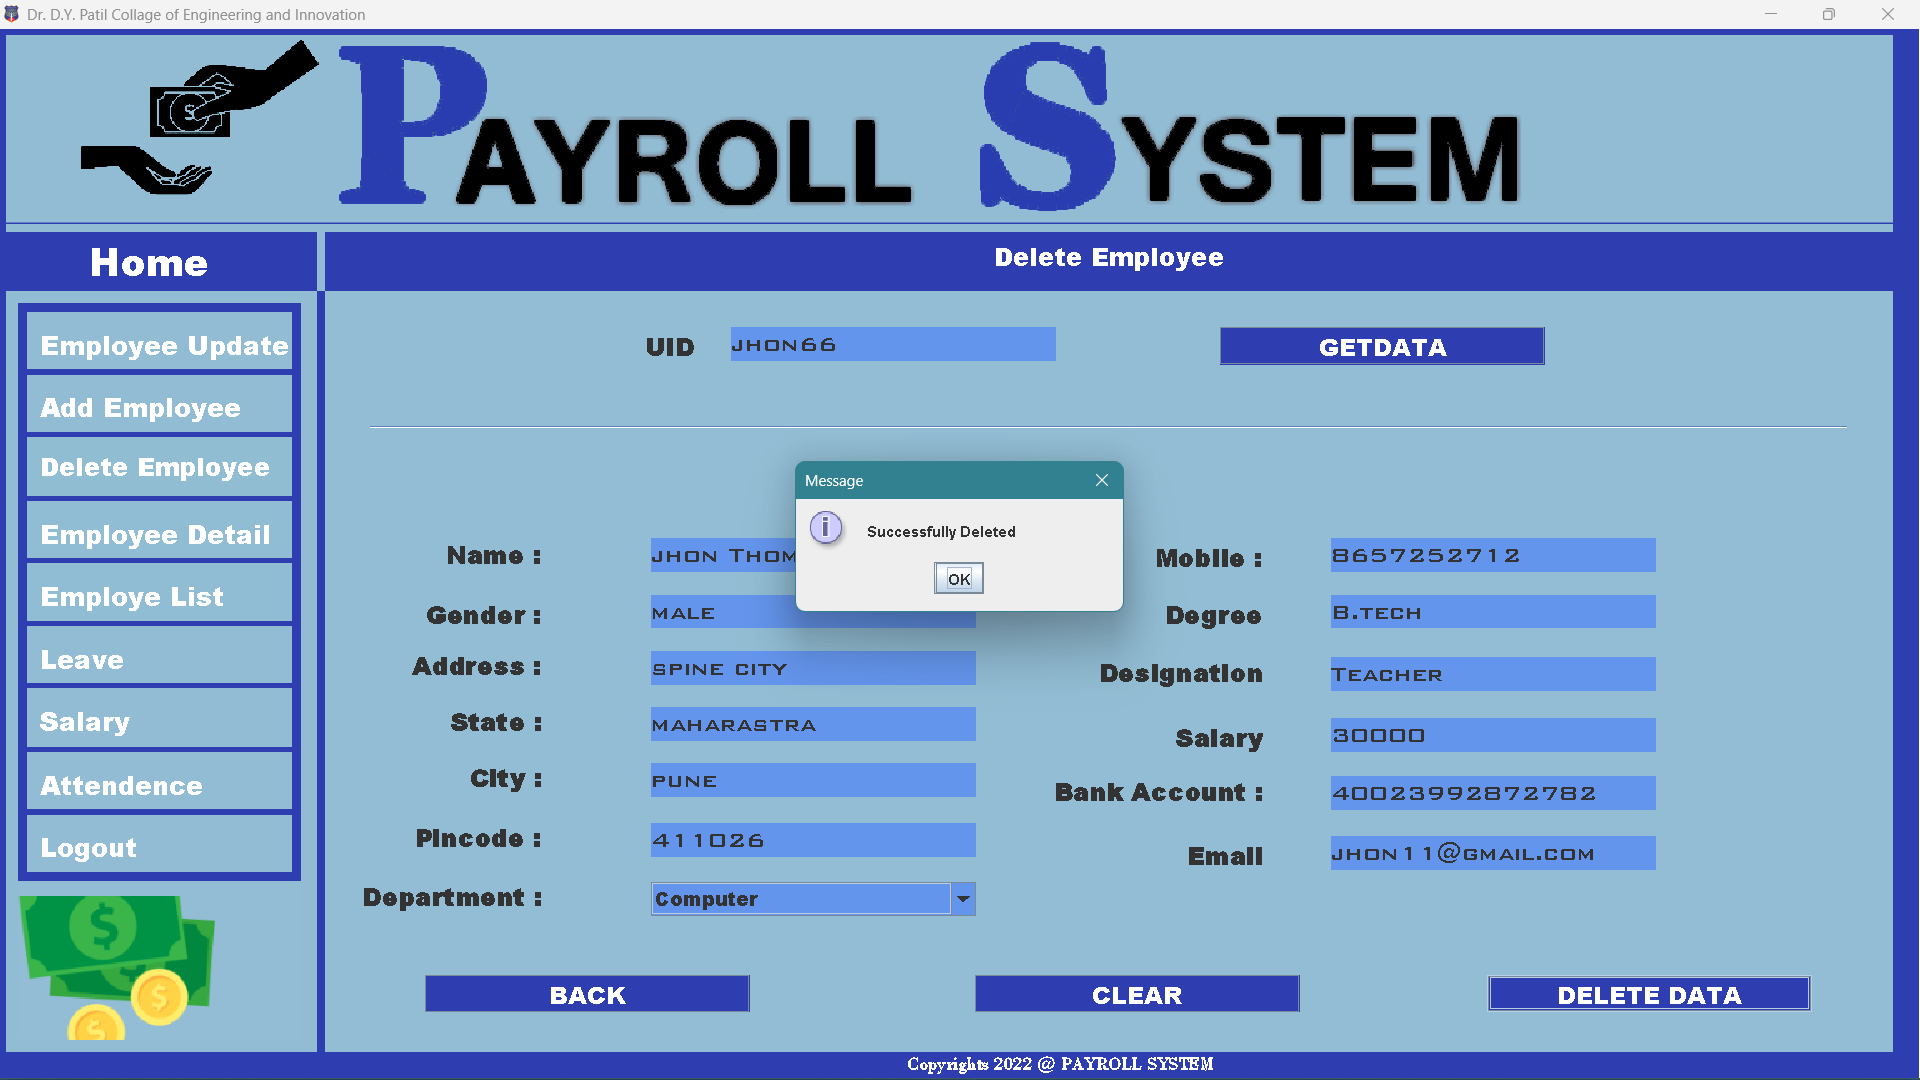 Dr. D.Y. Patil Collage of Engineering and Innovation
PAYROLL SYSTEM
Home
Delete Employee
Employee Update
Add Employee
Delete Employee
Employee Detail
Employe List
Leave
Salary
Attendence
Logout
UID JHON66 GETDATA
Message
Successfully Deleted
OK
Name :
Mobile : 8657252712
Gender : MALE
Degree B.TECH
Address : SPINE CITY
Designation TEACHER
State : MAHARASTRA
Salary 30000
City : PUNE
Bank Account : 40023992872782
Pincode : 411026
Email JHON11@GMAIL.COM
Department : Computer
BACK CLEAR DELETE DATA
Copyrights 2022 @ PAYROLL SYSTEM